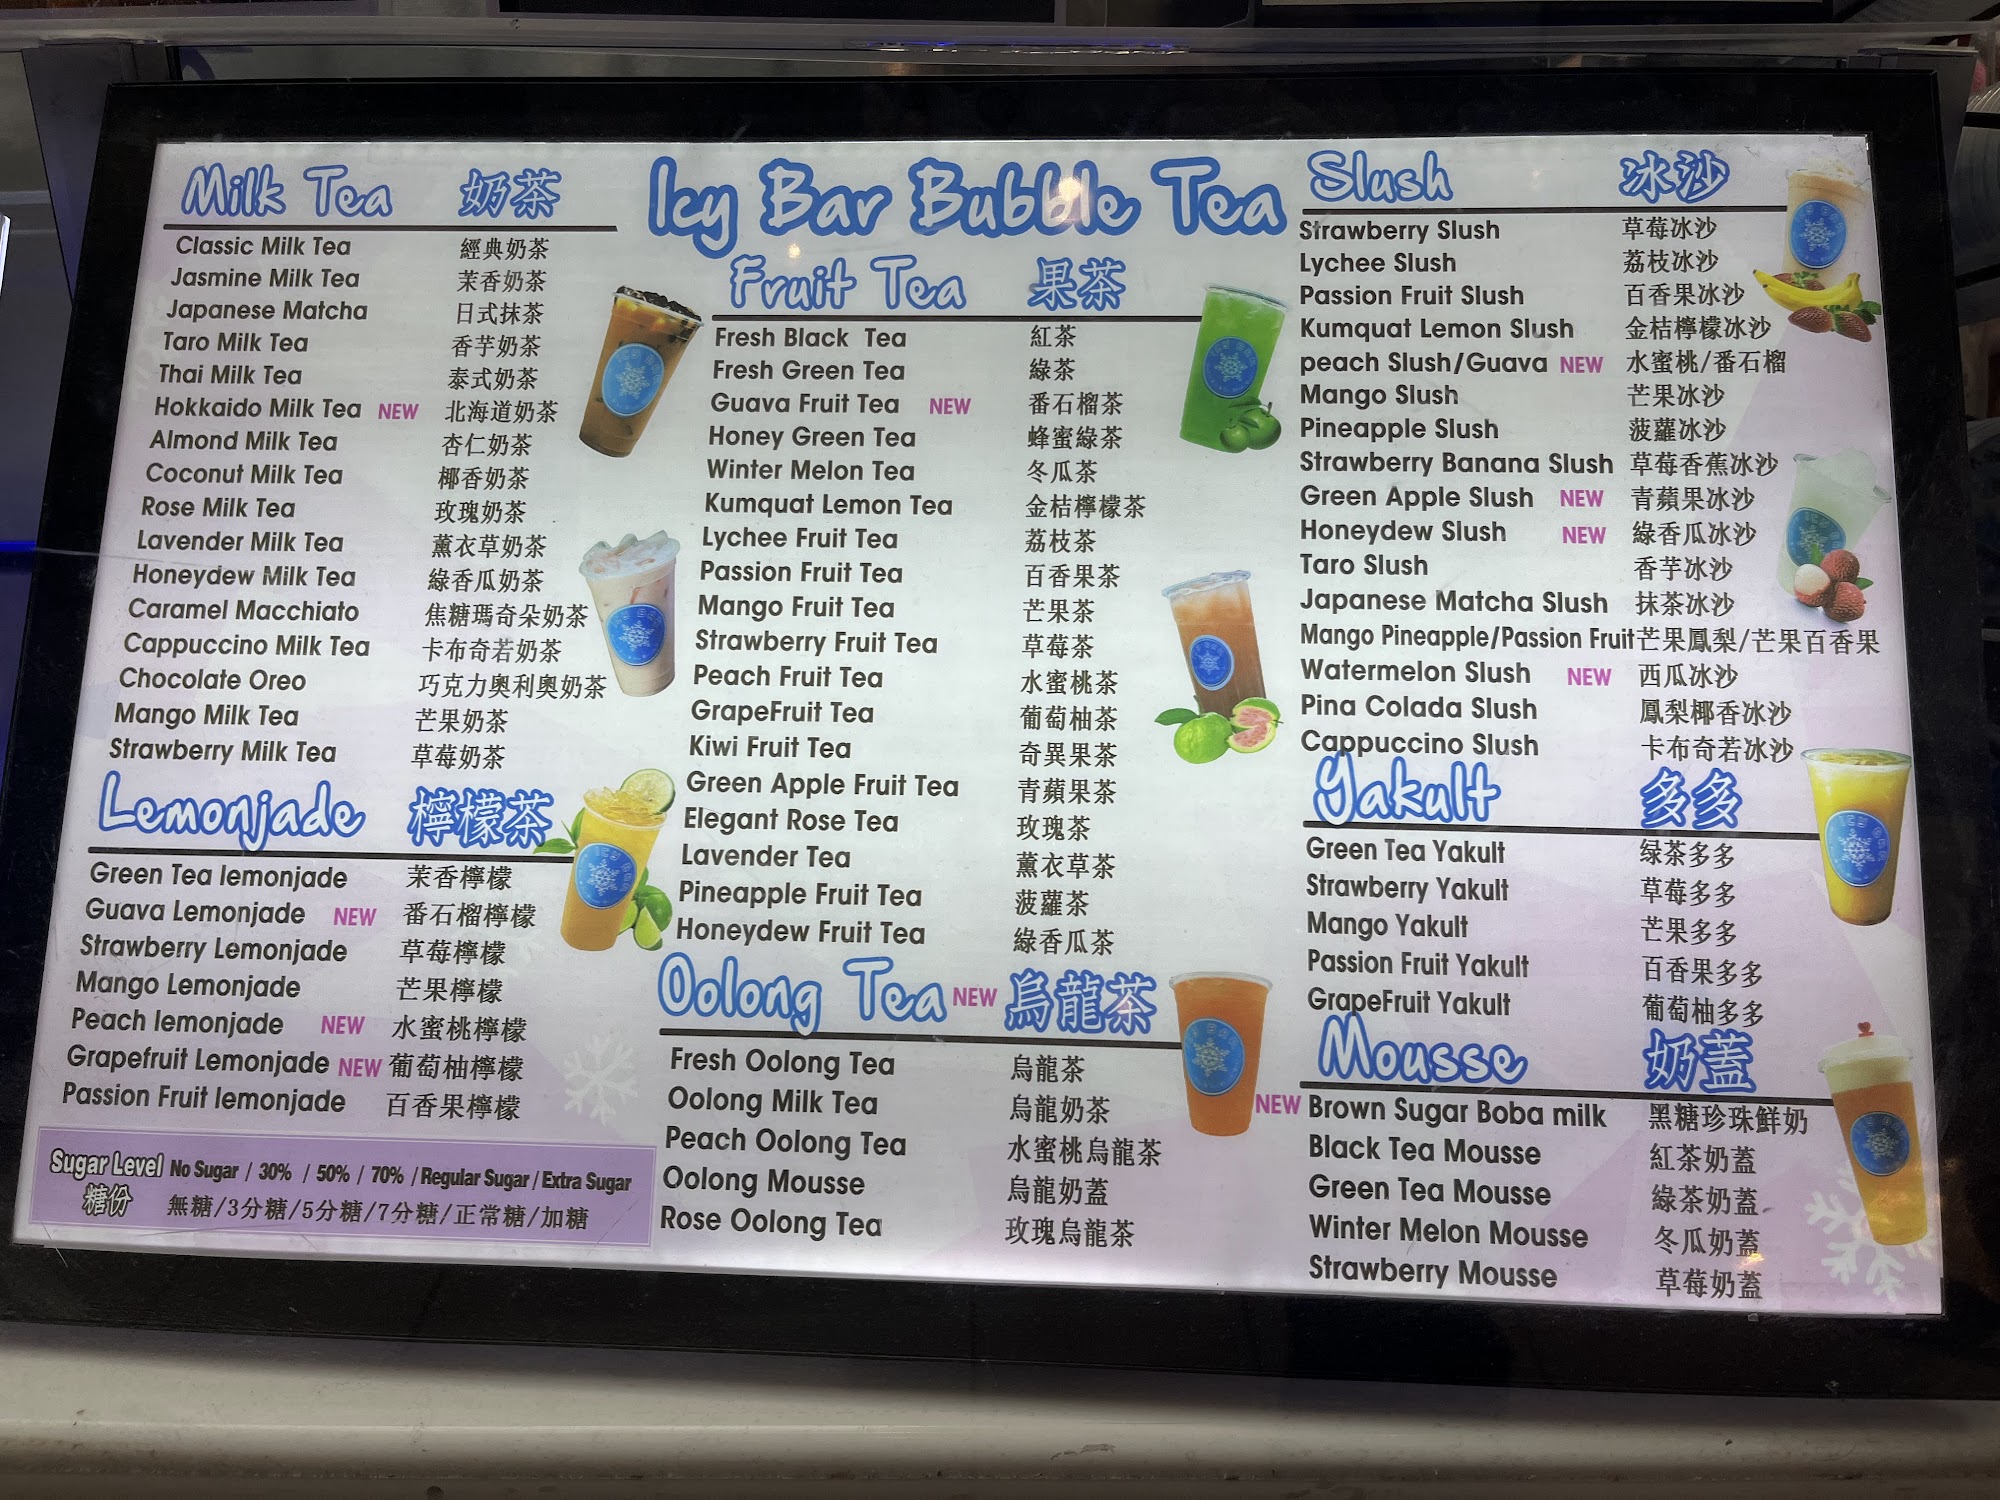 Icy Bar Bubble Tea
Milk Tea 奶茶
Classic Milk Tea 經典奶茶
Jasmine Milk Tea 茉香奶茶
Japanese Matcha 日式抹茶
Taro Milk Tea 香芋奶茶
Thai Milk Tea 泰式奶茶
Hokkaido Milk Tea NEW 北海道奶茶
Almond Milk Tea 杏仁奶茶
Coconut Milk Tea 椰香奶茶
Rose Milk Tea 玫瑰奶茶
Lavender Milk Tea 薰衣草奶茶
Honeydew Milk Tea 綠香瓜奶茶
Caramel Macchiato 焦糖瑪奇朵奶茶
Cappuccino Milk Tea 卡布奇若奶茶
Chocolate Oreo 巧克力奧利奧奶茶
Mango Milk Tea 芒果奶茶
Strawberry Milk Tea 草莓奶茶
Lemonjade 檸檬茶
Green Tea lemonjade 茉香檸檬
Guava Lemonjade NEW 番石榴檸檬
Strawberry Lemonjade 草莓檸檬
Mango Lemonjade 芒果檸檬
Peach lemonjade NEW 水蜜桃檸檬
Grapefruit Lemonjade NEW 葡萄柚檸檬
Passion Fruit lemonjade 百香果檸檬
Sugar Level No Sugar / 30% / 50% / 70% / Regular Sugar / Extra Sugar
糖份 無糖/3分糖/5分糖/7分糖/正常糖/加糖
Fruit Tea 果茶
Fresh Black Tea 紅茶
Fresh Green Tea 綠茶
Guava Fruit Tea NEW 番石榴茶
Honey Green Tea 蜂蜜綠茶
Winter Melon Tea 冬瓜茶
Kumquat Lemon Tea 金桔檸檬茶
Lychee Fruit Tea 荔枝茶
Passion Fruit Tea 百香果茶
Mango Fruit Tea 芒果茶
Strawberry Fruit Tea 草莓茶
Peach Fruit Tea 水蜜桃茶
GrapeFruit Tea 葡萄柚茶
Kiwi Fruit Tea 奇異果茶
Green Apple Fruit Tea 青蘋果茶
Elegant Rose Tea 玫瑰茶
Lavender Tea 薰衣草茶
Pineapple Fruit Tea 菠蘿茶
Honeydew Fruit Tea 綠香瓜茶
Oolong Tea NEW 烏龍茶
Fresh Oolong Tea 烏龍茶
Oolong Milk Tea 烏龍奶茶
Peach Oolong Tea 水蜜桃烏龍茶
Oolong Mousse 烏龍奶蓋
Rose Oolong Tea 玫瑰烏龍茶
Slush 冰沙
Strawberry Slush 草莓冰沙
Lychee Slush 荔枝冰沙
Passion Fruit Slush 百香果冰沙
Kumquat Lemon Slush 金桔檸檬冰沙
peach Slush/Guava NEW 水蜜桃/番石榴
Mango Slush 芒果冰沙
Pineapple Slush 菠蘿冰沙
Strawberry Banana Slush 草莓香蕉冰沙
Green Apple Slush NEW 青蘋果冰沙
Honeydew Slush NEW 綠香瓜冰沙
Taro Slush 香芋冰沙
Japanese Matcha Slush 抹茶冰沙
Mango Pineapple/Passion Fruit 芒果鳳梨/芒果百香果
Watermelon Slush NEW 西瓜冰沙
Pina Colada Slush 鳳梨椰香冰沙
Cappuccino Slush 卡布奇若冰沙
Yakult 多多
Green Tea Yakult 绿茶多多
Strawberry Yakult 草莓多多
Mango Yakult 芒果多多
Passion Fruit Yakult 百香果多多
GrapeFruit Yakult 葡萄柚多多
Mousse 奶蓋
NEW Brown Sugar Boba milk 黑糖珍珠鮮奶
Black Tea Mousse 紅茶奶蓋
Green Tea Mousse 綠茶奶蓋
Winter Melon Mousse 冬瓜奶蓋
Strawberry Mousse 草莓奶蓋